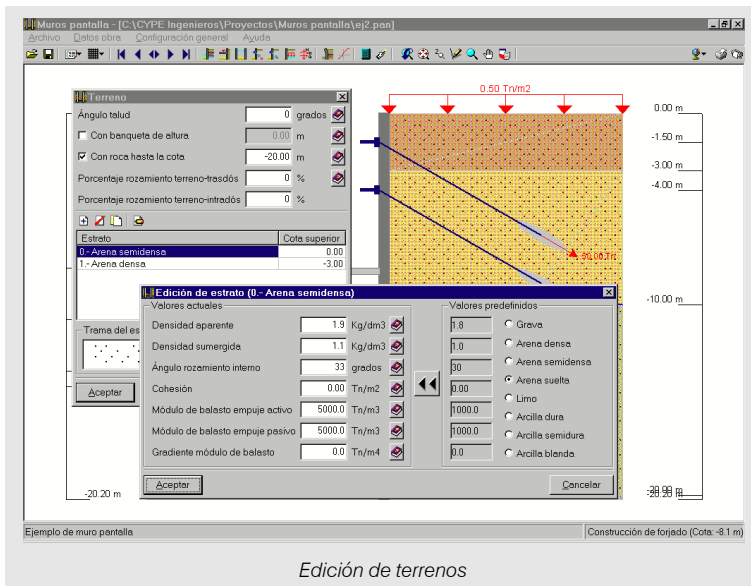 Muros pantalla - [C:\CYPE Ingenieros\Proyectos\Muros pantalla\ej2.pan]
Archivo Datos obra Configuración general Ayuda
0.50 Tn/m2
0.00 m
-1.50 m
-3.00 m
-4.00 m
-10.00 m
-20.20 m
Terreno
Ángulo talud 0 grados
Con banqueta de altura 0.00 m
Con roca hasta la cota -20.00 m
Porcentaje rozamiento terreno-trasdós 0 %
Porcentaje rozamiento terreno-intradós 0 %
Estrato Cota superior
0.- Arena semidensa 0.00
1.- Arena densa -3.00
Trama del es
Aceptar
Edición de estrato (0.- Arena semidensa)
Valores actuales Valores predefinidos
Densidad aparente 1.9 Kg/dm3 1.8 Grava
Densidad sumergida 1.1 Kg/dm3 1.0 Arena densa
Ángulo rozamiento interno 33 grados 30 Arena semidensa
Cohesión 0.00 Tn/m2 0.00 Arena suelta
Módulo de balasto empuje activo 5000.0 Tn/m3 1000.0 Limo
Módulo de balasto empuje pasivo 5000.0 Tn/m3 1000.0 Arcilla dura
Gradiente módulo de balasto 0.0 Tn/m4 0.0 Arcilla semidura
Arcilla blanda
Aceptar Cancelar
Ejemplo de muro pantalla Construcción de forjado (Cota: -8.1 m)
Edición de terrenos